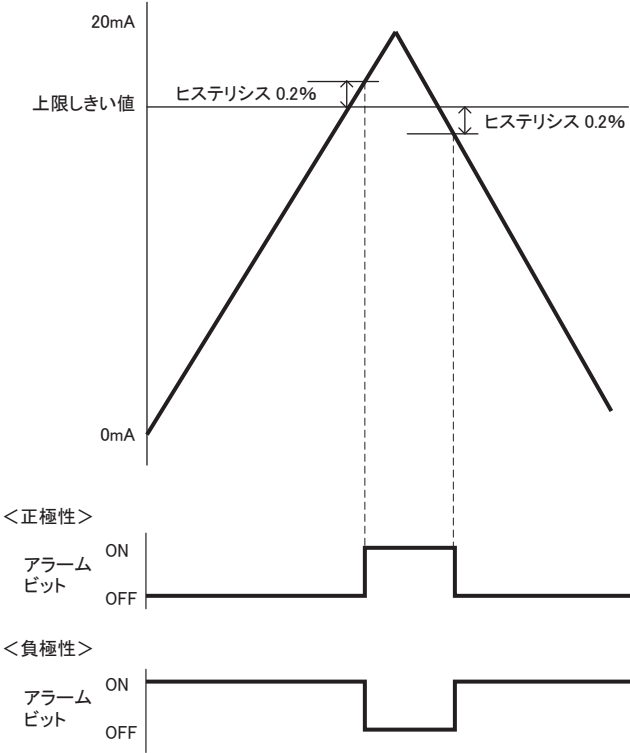 20mA
ヒステリシス 0.2%
上限しきい値
ヒステリシス 0.2%
0mA
＜正極性＞
ON
アラーム
ビット
OFF
＜負極性＞
ON
アラーム
ビット
OFF